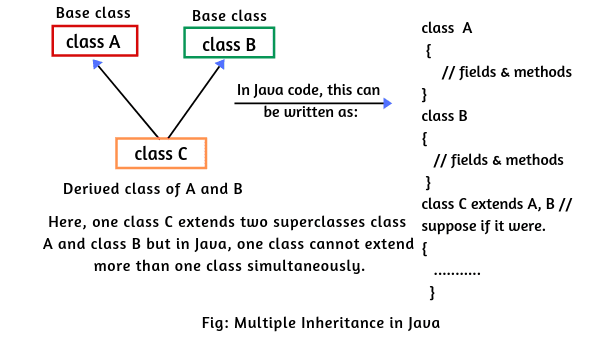 Base class
Base class
class A
class B
class C
Derived class of A and B
In Java code, this can
be written as:
Here, one class C extends two superclasses class
A and class B but in Java, one class cannot extend
more than one class simultaneously.
class A
{
// fields & methods
}
class B
{
// fields & methods
}
class C extends A, B //
suppose if it were.
{
...........
}
Fig: Multiple Inheritance in Java